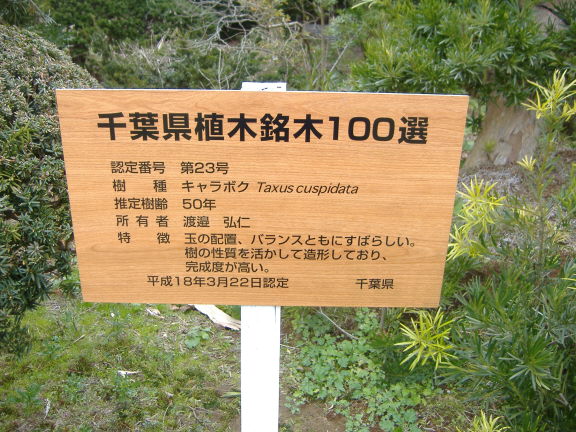 千葉県植木銘木100選
認定番号 第23号
樹種 キャラボク Taxus cuspidata
推定樹齢 50年
所有者 渡邉 弘仁
特徴 玉の配置、バランスともにすばらしい。
樹の性質を活かして造形しており、
完成度が高い。
平成18年3月22日認定 千葉県